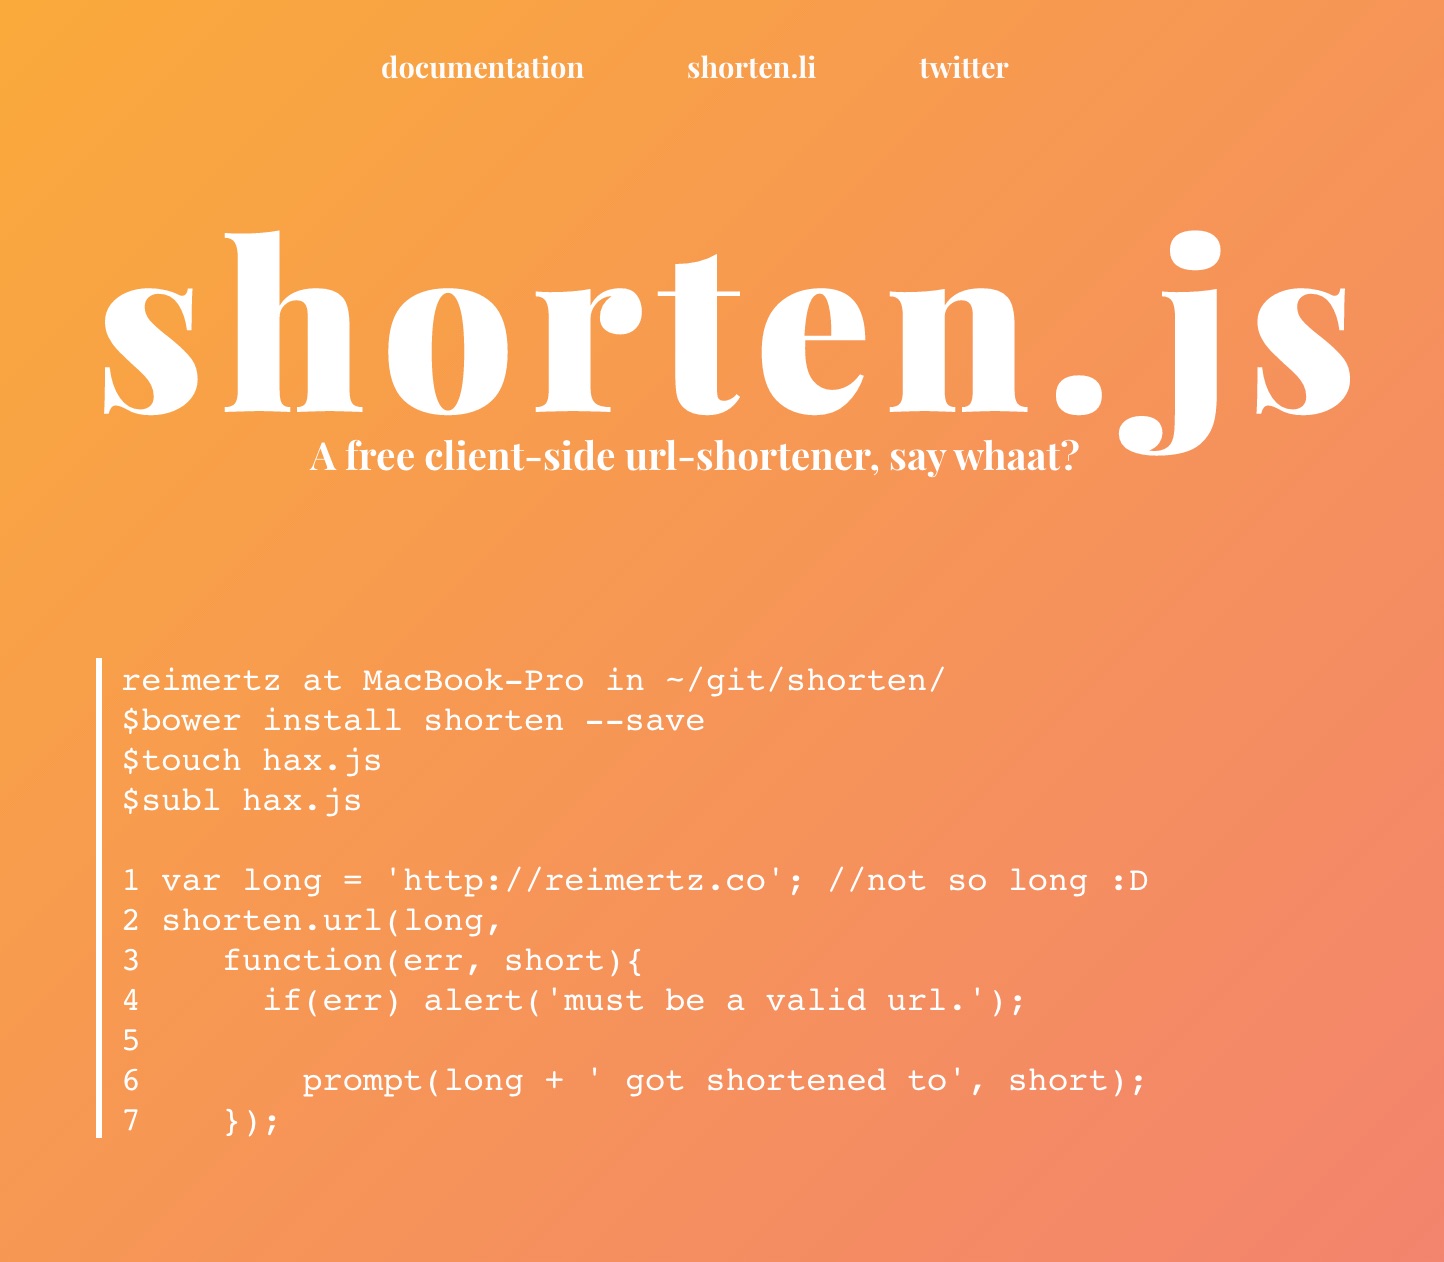 documentation shorten.li twitter
shorten.js
A free client-side url-shortener, say whaat?
reimertz at MacBook-Pro in ~/git/shorten/
$bower install shorten --save
$touch hax.js
$subl hax.js
1 var long = 'http://reimertz.co'; //not so long :D
2 shorten.url(long,
3    function(err, short){
4      if(err) alert('must be a valid url.');
5
6        prompt(long + ' got shortened to', short);
7    });